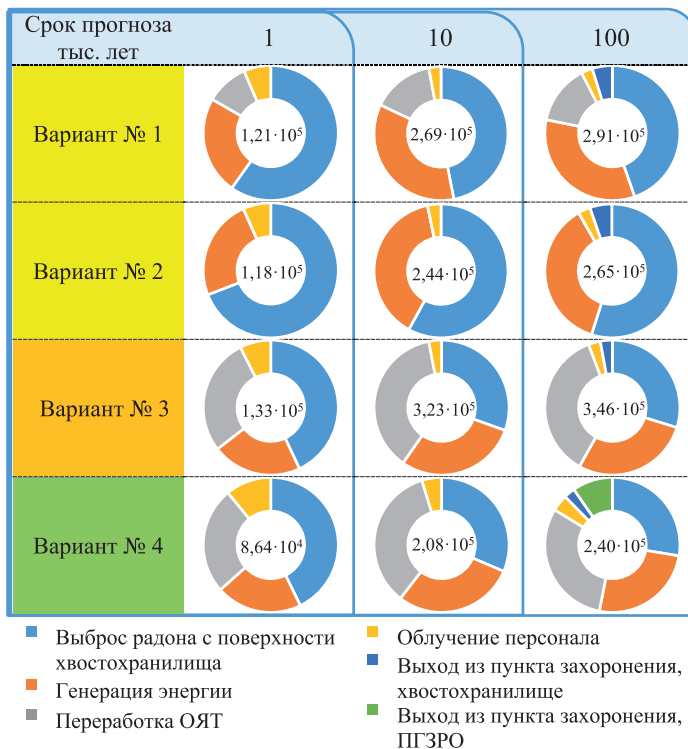 Срок прогноза
тыс. лет
1
10
100
Вариант № 1
1,21·10⁵
2,69·10⁵
2,91·10⁵
Вариант № 2
1,18·10⁵
2,44·10⁵
2,65·10⁵
Вариант № 3
1,33·10⁵
3,23·10⁵
3,46·10⁵
Вариант № 4
8,64·10⁴
2,08·10⁵
2,40·10⁵
Выброс радона с поверхности
хвостохранилища
Генерация энергии
Переработка ОЯТ
Облучение персонала
Выход из пункта захоронения,
хвостохранилище
Выход из пункта захоронения,
ПГЗРО